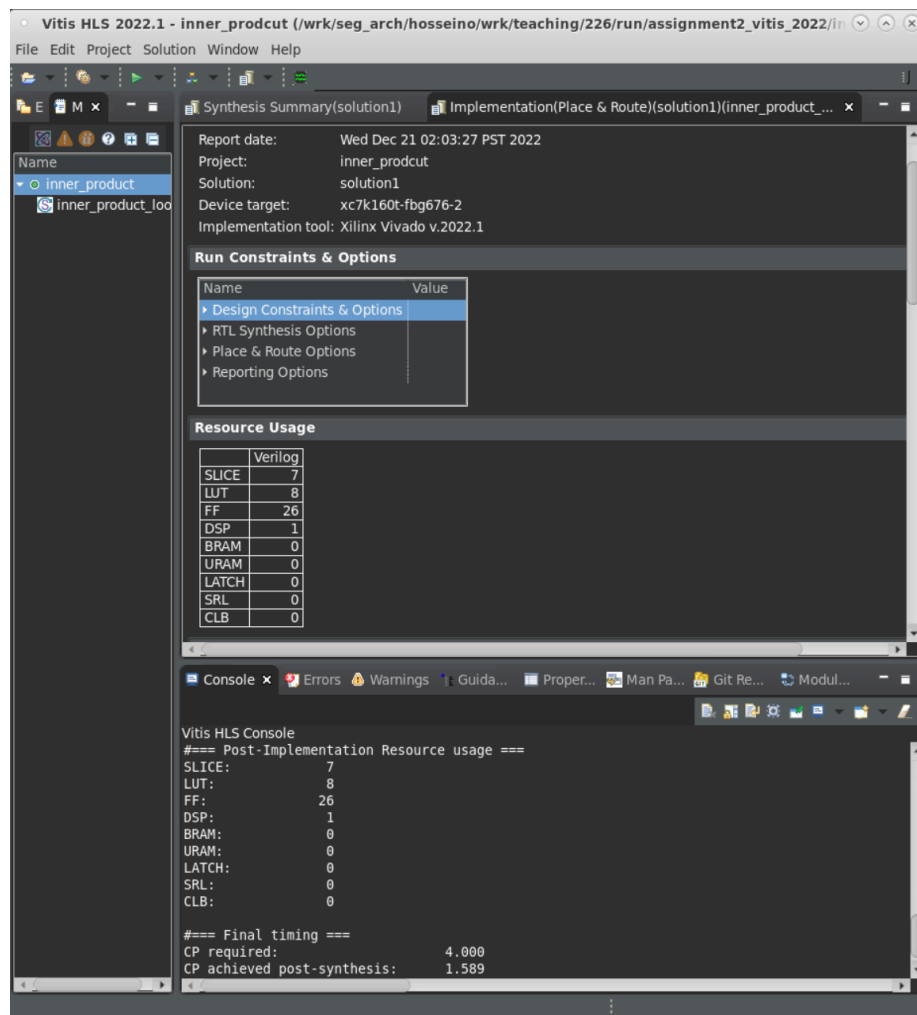 Vitis HLS 2022.1 - inner_prodcut (/wrk/seg_arch/hosseino/wrk/teaching/226/run/assignment2_vitis_2022/in
File Edit Project Solution Window Help
E M
Synthesis Summary(solution1) Implementation(Place & Route)(solution1)(inner_product_...
Name
inner_product
inner_product_loo
Report date: Wed Dec 21 02:03:27 PST 2022
Project: inner_prodcut
Solution: solution1
Device target: xc7k160t-fbg676-2
Implementation tool: Xilinx Vivado v.2022.1
Run Constraints & Options
Name Value
Design Constraints & Options
RTL Synthesis Options
Place & Route Options
Reporting Options
Resource Usage
Verilog
SLICE 7
LUT 8
FF 26
DSP 1
BRAM 0
URAM 0
LATCH 0
SRL 0
CLB 0
Console Errors Warnings Guida... Proper... Man Pa... Git Re... Modul...
Vitis HLS Console
#=== Post-Implementation Resource usage ===
SLICE: 7
LUT: 8
FF: 26
DSP: 1
BRAM: 0
URAM: 0
LATCH: 0
SRL: 0
CLB: 0
#=== Final timing ===
CP required: 4.000
CP achieved post-synthesis: 1.589